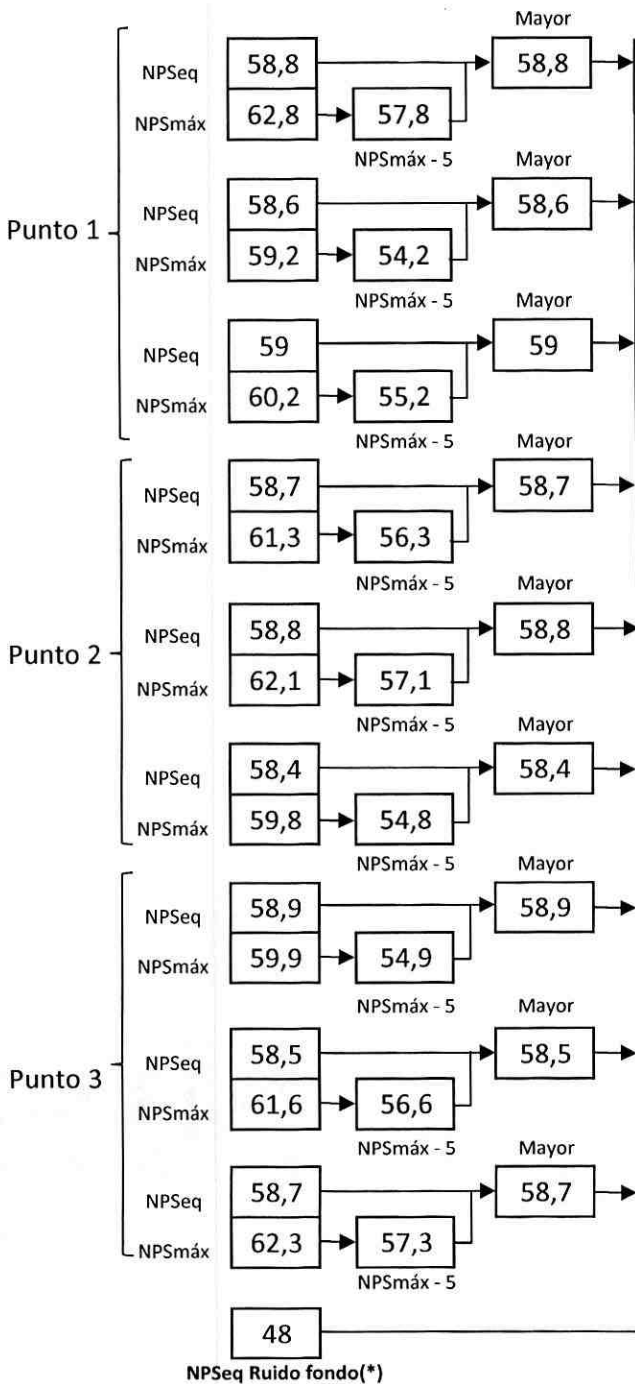 Mayor
NPSeq 58,8 58,8
NPSmáx 62,8 57,8
NPSmáx - 5
Mayor
NPSeq 58,6 58,6
Punto 1
NPSmáx 59,2 54,2
NPSmáx - 5
Mayor
NPSeq 59 59
NPSmáx 60,2 55,2
NPSmáx - 5
Mayor
NPSeq 58,7 58,7
NPSmáx 61,3 56,3
NPSmáx - 5
Mayor
NPSeq 58,8 58,8
Punto 2
NPSmáx 62,1 57,1
NPSmáx - 5
Mayor
NPSeq 58,4 58,4
NPSmáx 59,8 54,8
NPSmáx - 5
Mayor
NPSeq 58,9 58,9
NPSmáx 59,9 54,9
NPSmáx - 5
Mayor
NPSeq 58,5 58,5
Punto 3
NPSmáx 61,6 56,6
NPSmáx - 5
Mayor
NPSeq 58,7 58,7
NPSmáx 62,3 57,3
NPSmáx - 5
48
NPSeq Ruido fondo(*)